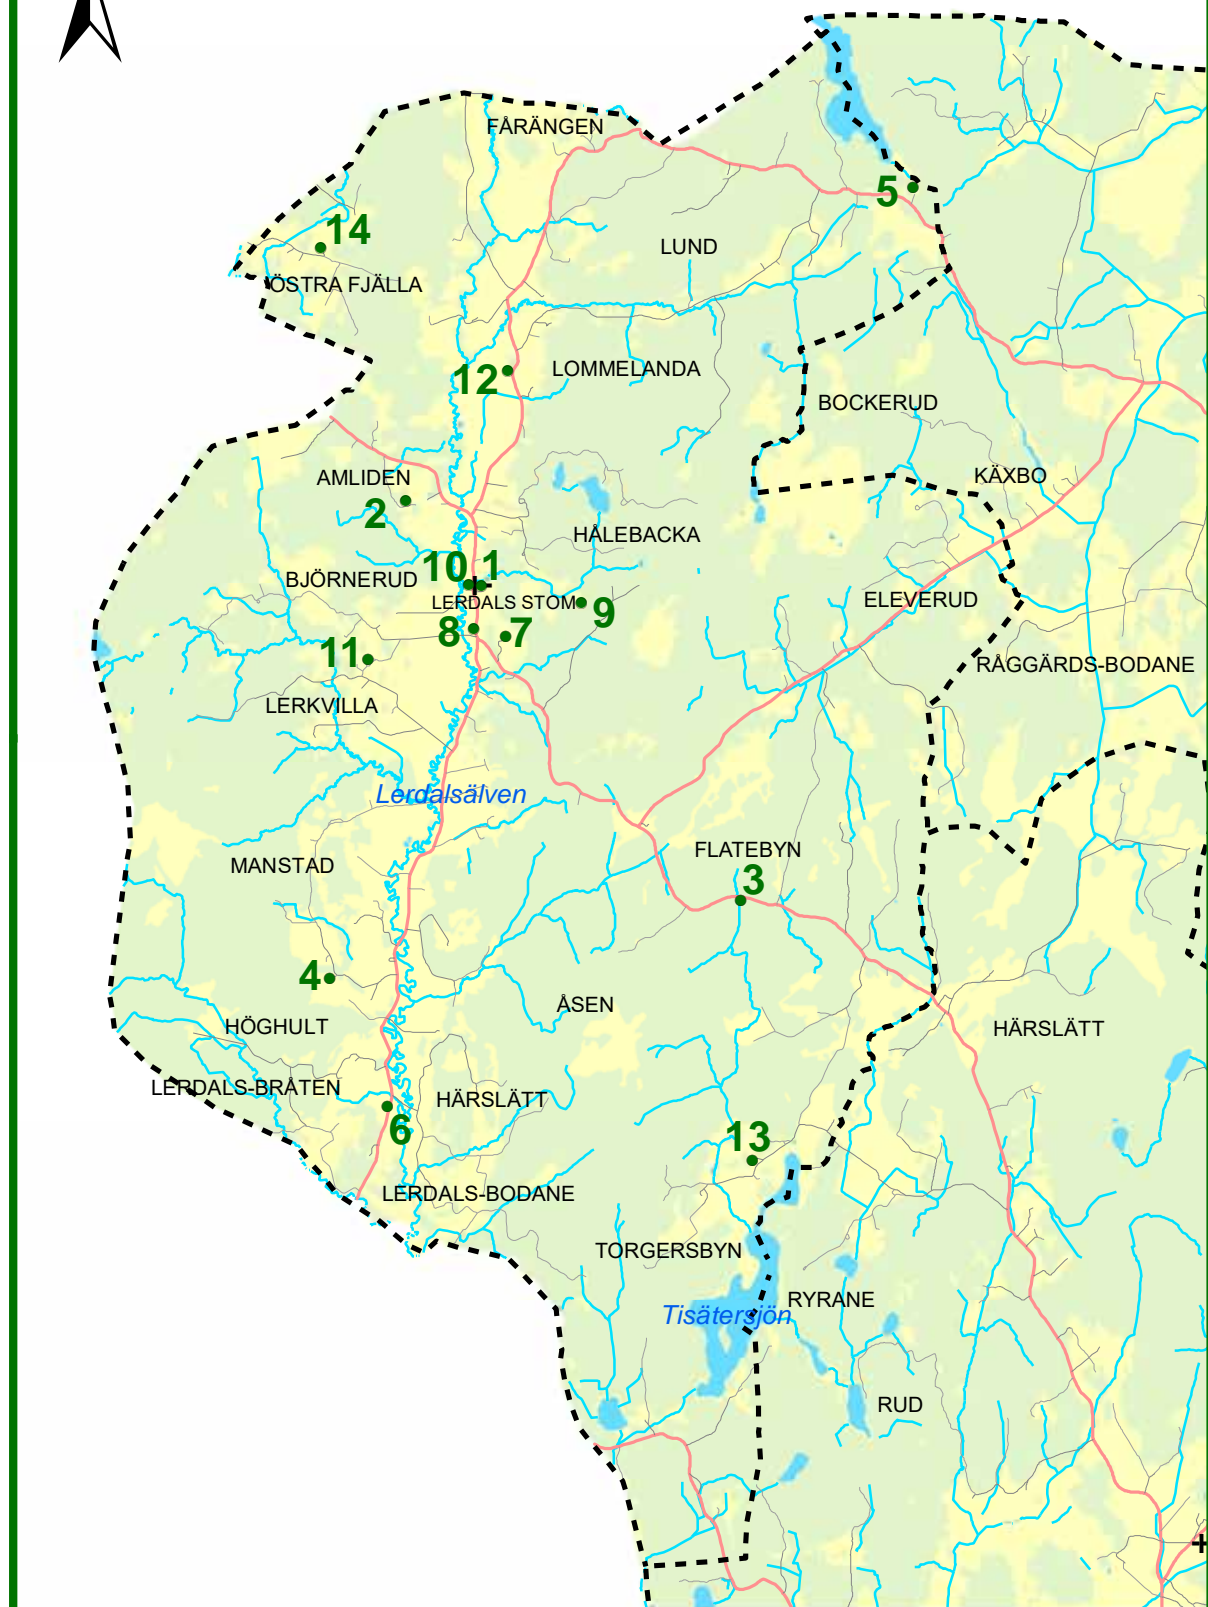 FÅRÄNGEN
5
14
LUND
ÖSTRA FJÄLLA
12
LOMMELANDA
BOCKERUD
AMLIDEN
KÄXBO
2
HÅLEBACKA
10
1
BJÖRNERUD
LERDALS STOM
9
ELEVERUD
8
7
11
RÅGGÄRDS-BODANE
LERKVILLA
Lerdalsälven
FLATEBYN
MANSTAD
3
4
ÅSEN
HÖGHULT
HÄRSLÄTT
LERDALS-BRÅTEN
HÄRSLÄTT
6
13
LERDALS-BODANE
TORGERSBYN
RYRANE
Tisätersjön
RUD